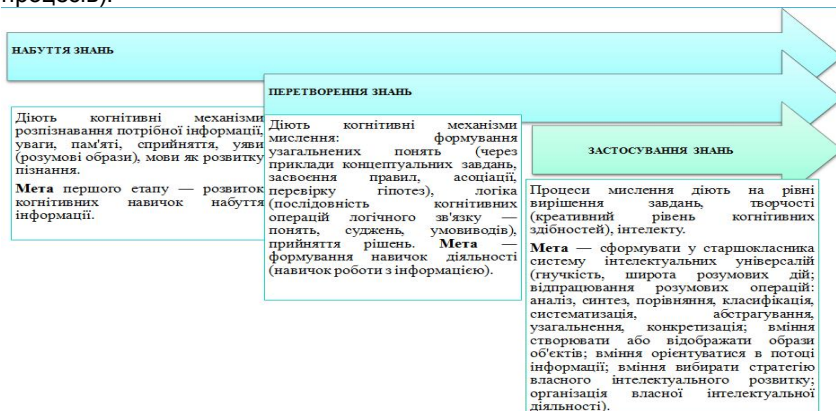 процесів).
НАБУТТЯ ЗНАНЬ
Діють когнітивні механізми
розпізнавання потрібної інформації,
уваги, пам'яті, сприйняття, уяви
(розумові образи), мови як розвитку
пізнання.
Мета першого етапу — розвиток
когнітивних навичок набуття
інформації.
ПЕРЕТВОРЕННЯ ЗНАНЬ
Діють когнітивні механізми
мислення: формування
узагальнених понять (через
приклади концептуальних завдань,
засвоєння правил, асоціації,
перевірку гіпотез), логіка
(послідовність когнітивних
операцій логічного зв'язку —
понять, суджень, умовиводів),
прийняття рішень. Мета —
формування навичок діяльності
(навичок роботи з інформацією).
ЗАСТОСУВАННЯ ЗНАНЬ
Процеси мислення діють на рівні
вирішення завдань, творчості
(креативний рівень когнітивних
здібностей), інтелекту.
Мета — сформувати у старшокласника
систему інтелектуальних універсалій
(гнучкість, широта розумових дій;
відпрацювання розумових операцій:
аналіз, синтез, порівняння, класифікація,
систематизація, абстрагування,
узагальнення, конкретизація; вміння
створювати або відображати образи
об'єктів; вміння орієнтуватися в потоці
інформації; вміння вибирати стратегію
власного інтелектуального розвитку;
організація власної інтелектуальної
діяльності).